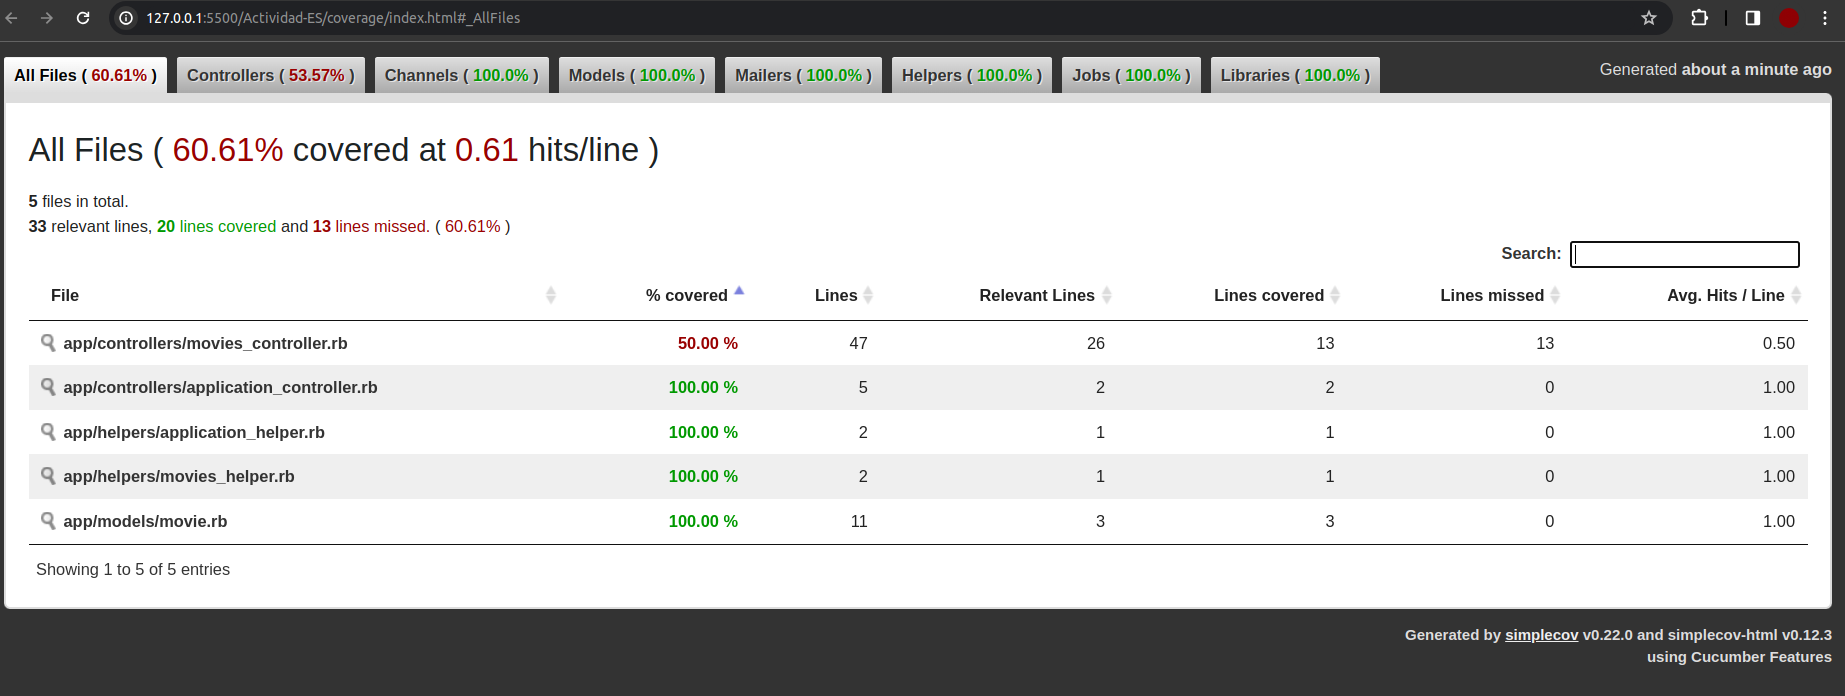 127.0.0.1:5500/Actividad-ES/coverage/index.html#_AllFiles
All Files ( 60.61% ) Controllers ( 53.57% ) Channels ( 100.0% ) Models ( 100.0% ) Mailers ( 100.0% ) Helpers ( 100.0% ) Jobs ( 100.0% ) Libraries ( 100.0% ) Generated about a minute ago
All Files ( 60.61% covered at 0.61 hits/line )
5 files in total.
33 relevant lines, 20 lines covered and 13 lines missed. ( 60.61% )
Search:
File % covered Lines Relevant Lines Lines covered Lines missed Avg. Hits / Line
app/controllers/movies_controller.rb 50.00 % 47 26 13 13 0.50
app/controllers/application_controller.rb 100.00 % 5 2 2 0 1.00
app/helpers/application_helper.rb 100.00 % 2 1 1 0 1.00
app/helpers/movies_helper.rb 100.00 % 2 1 1 0 1.00
app/models/movie.rb 100.00 % 11 3 3 0 1.00
Showing 1 to 5 of 5 entries
Generated by simplecov v0.22.0 and simplecov-html v0.12.3
using Cucumber Features